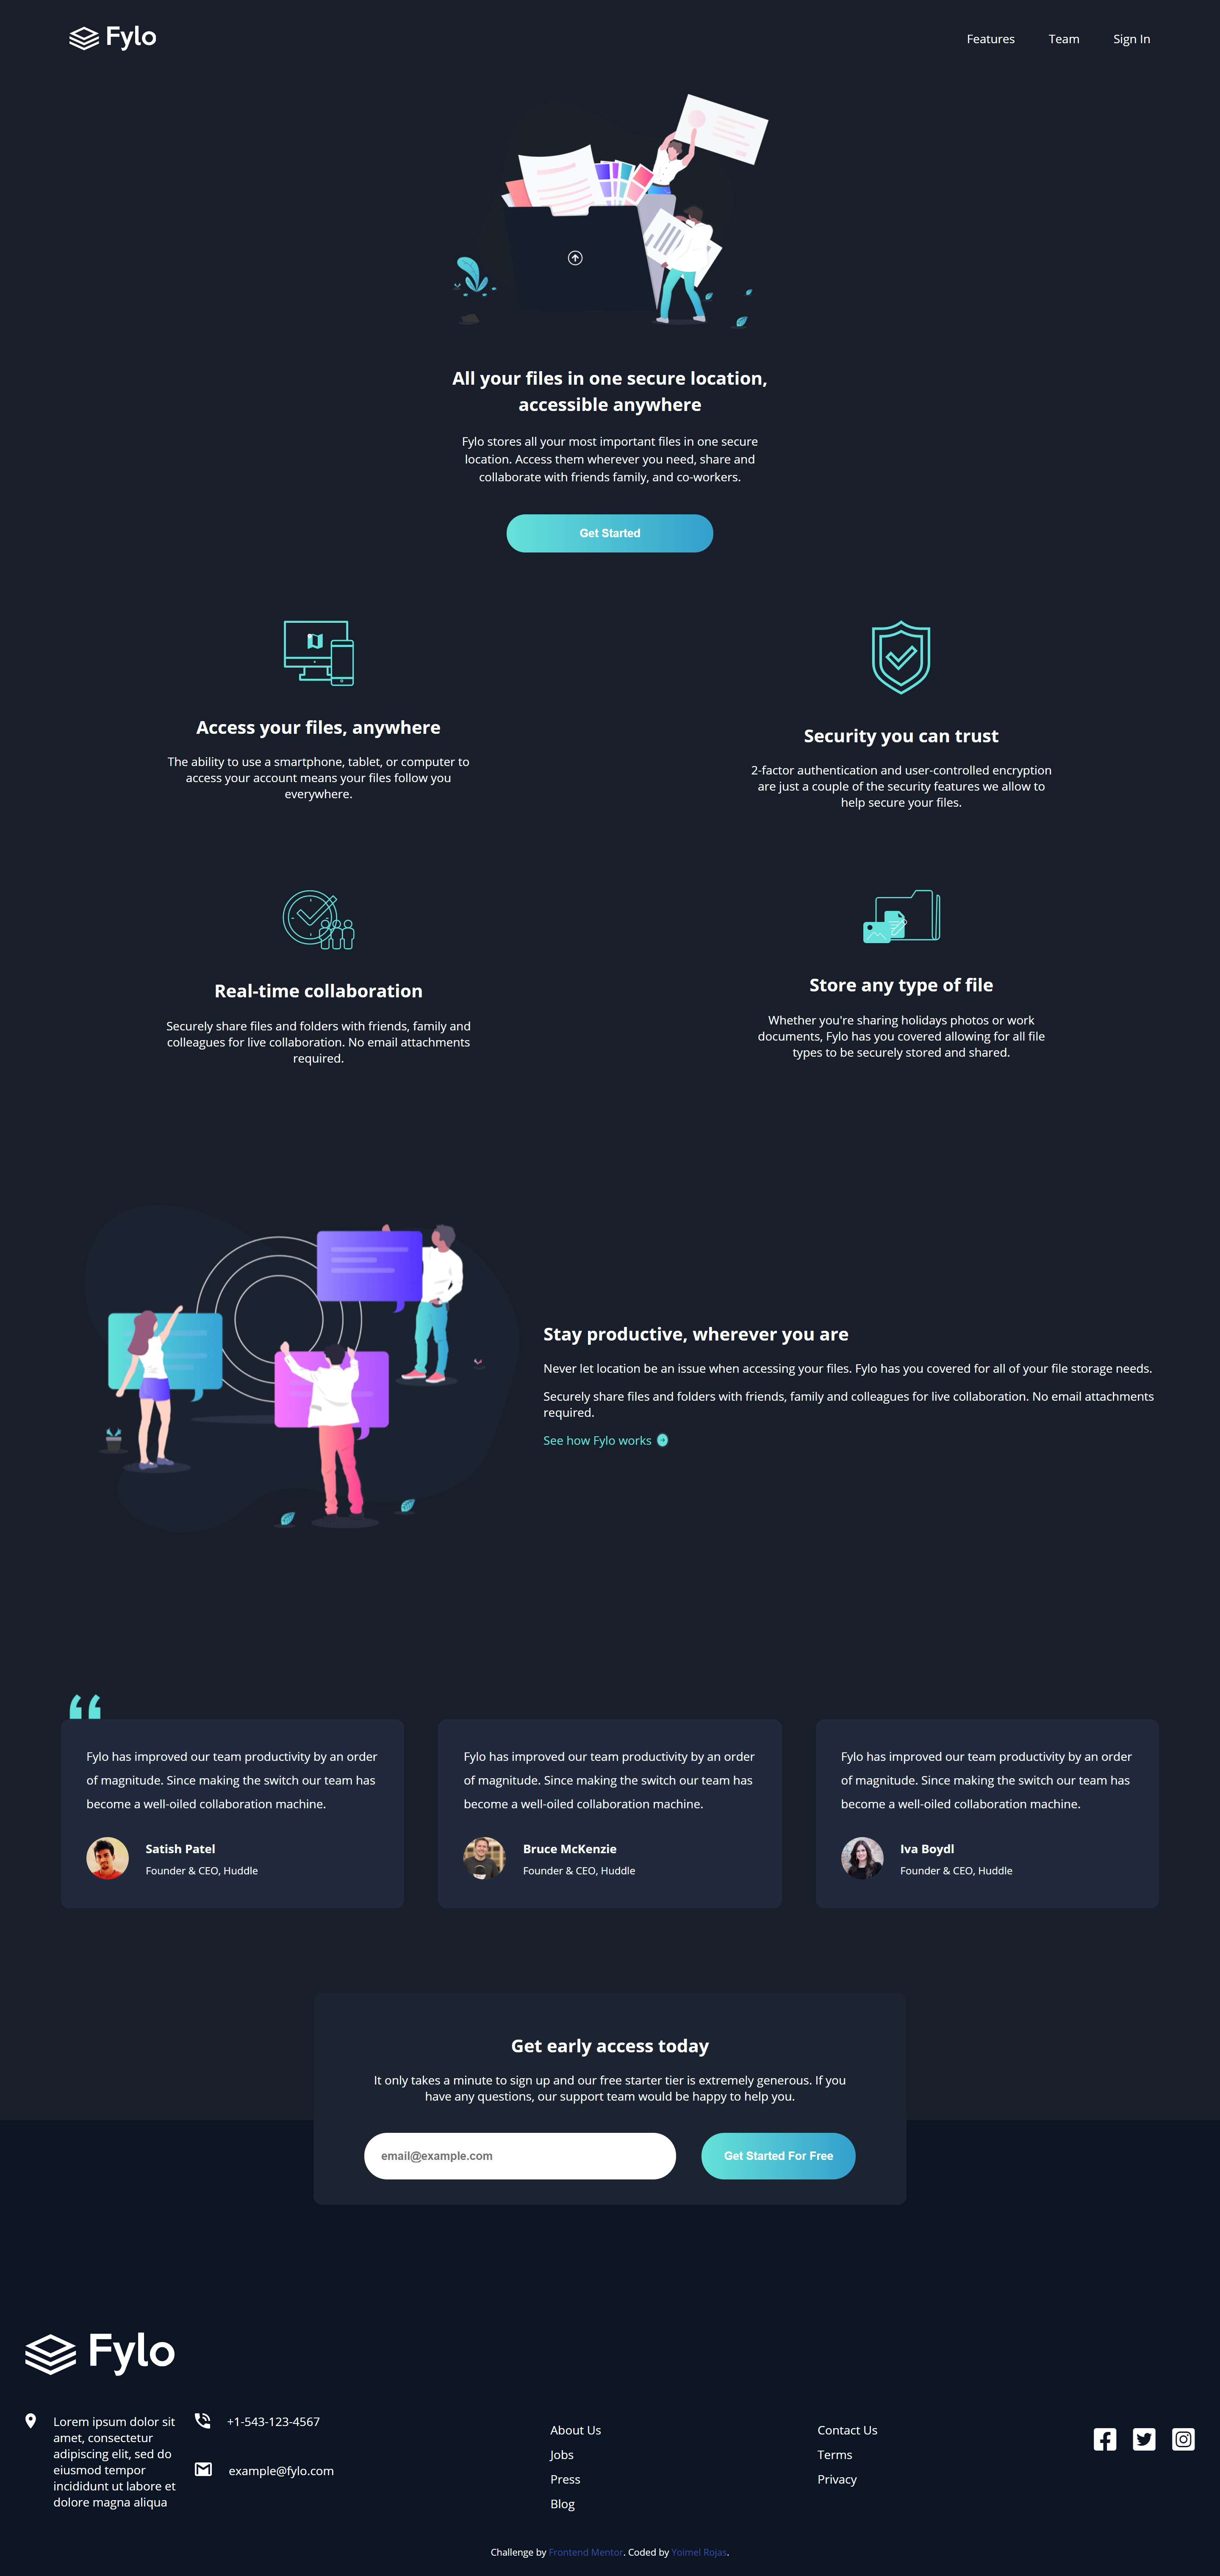 Fylo
Features
Team
Sign In
All your files in one secure location,
accessible anywhere
Fylo stores all your most important files in one secure
location. Access them wherever you need, share and
collaborate with friends family, and co-workers.
Get Started
Access your files, anywhere
The ability to use a smartphone, tablet, or computer to
access your account means your files follow you
everywhere.
Security you can trust
2-factor authentication and user-controlled encryption
are just a couple of the security features we allow to
help secure your files.
Real-time collaboration
Securely share files and folders with friends, family and
colleagues for live collaboration. No email attachments
required.
Store any type of file
Whether you're sharing holidays photos or work
documents, Fylo has you covered allowing for all file
types to be securely stored and shared.
Stay productive, wherever you are
Never let location be an issue when accessing your files. Fylo has you covered for all of your file storage needs.
Securely share files and folders with friends, family and colleagues for live collaboration. No email attachments
required.
See how Fylo works
Fylo has improved our team productivity by an order
of magnitude. Since making the switch our team has
become a well-oiled collaboration machine.
Satish Patel
Founder & CEO, Huddle
Fylo has improved our team productivity by an order
of magnitude. Since making the switch our team has
become a well-oiled collaboration machine.
Bruce McKenzie
Founder & CEO, Huddle
Fylo has improved our team productivity by an order
of magnitude. Since making the switch our team has
become a well-oiled collaboration machine.
Iva Boydl
Founder & CEO, Huddle
Get early access today
It only takes a minute to sign up and our free starter tier is extremely generous. If you
have any questions, our support team would be happy to help you.
email@example.com
Get Started For Free
Fylo
Lorem ipsum dolor sit
amet, consectetur
adipiscing elit, sed do
eiusmod tempor
incididunt ut labore et
dolore magna aliqua
+1-543-123-4567
example@fylo.com
About Us
Jobs
Press
Blog
Contact Us
Terms
Privacy
Challenge by Frontend Mentor. Coded by Yoimel Rojas.